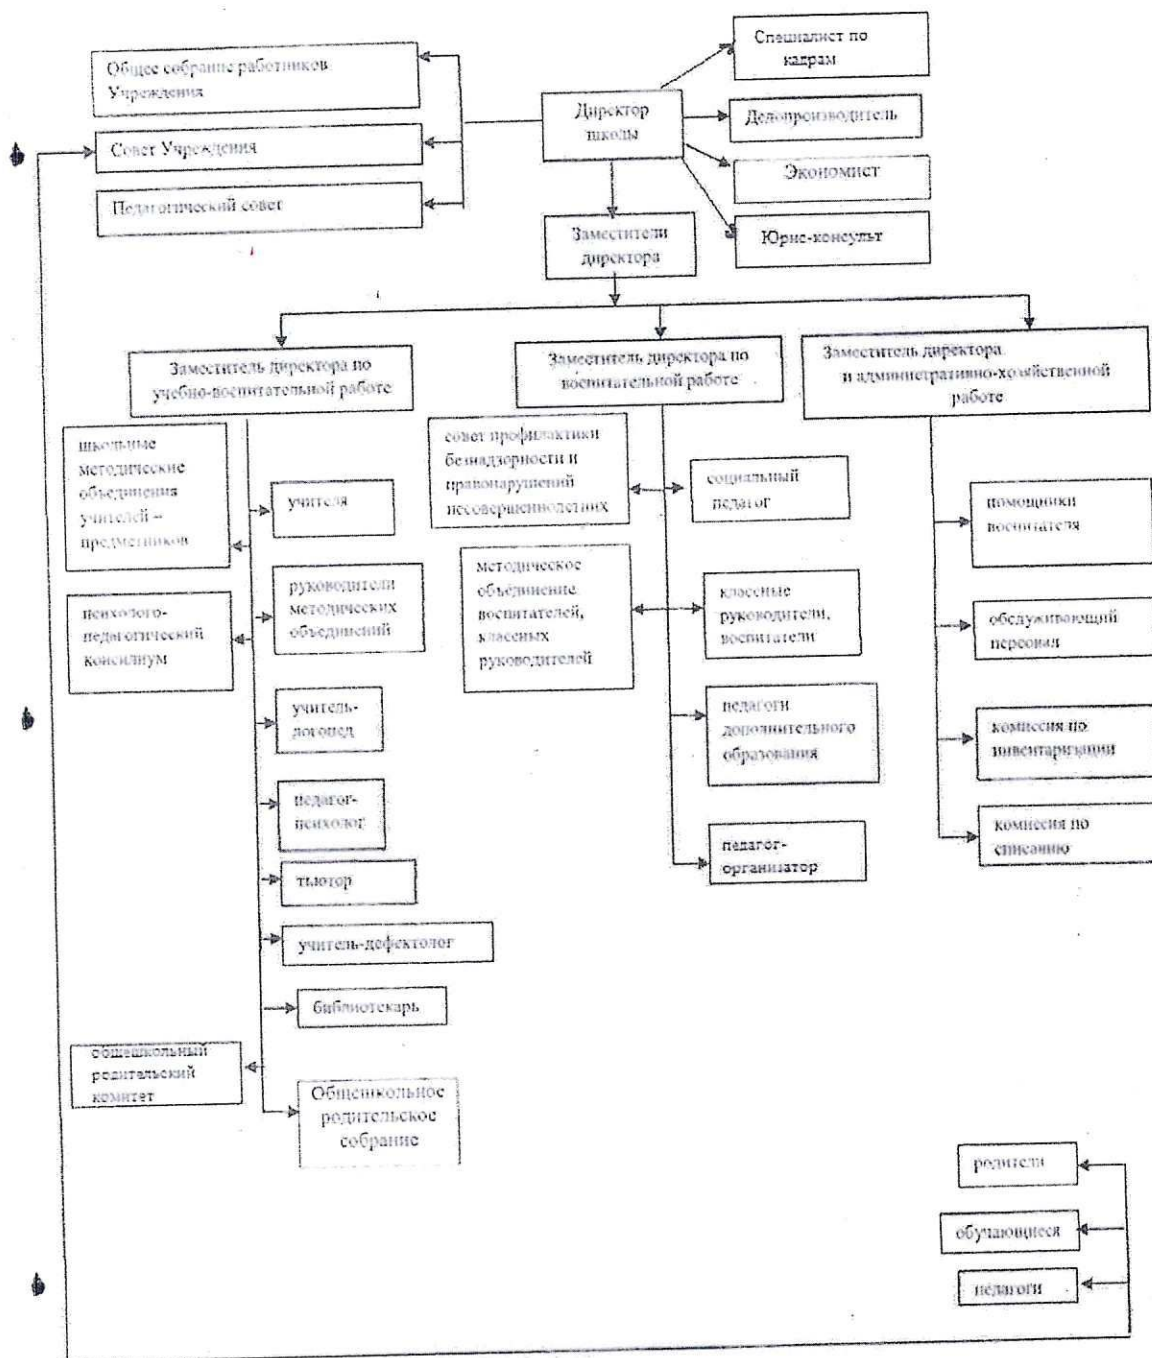 Общее собрание работников
Учреждения
Совет Учреждения
Педагогический совет
Директор
школы
Специалист по
кадрам
Делопроизводитель
Экономист
Юрис-консульт
Заместители
директора
Заместитель директора по
учебно-воспитательной работе
Заместитель директора по
воспитательной работе
Заместитель директора
и административно-хозяйственной
работе
школьные
методические
объединения
учителей –
предметников
психолого-
педагогический
консилиум
учителя
руководители
методических
объединений
учитель-
логопед
педагог-
психолог
тьютор
учитель-дефектолог
библиотекарь
общешкольный
родительский
комитет
Общешкольное
родительское
собрание
совет профилактики
безнадзорности и
правонарушений
несовершеннолетних
методическое
объединение
воспитателей,
классных
руководителей
социальный
педагог
классные
руководители,
воспитатели
педагоги
дополнительного
образования
педагог-
организатор
помощники
воспитателя
обслуживающий
персонал
комиссия по
инвентаризации
комиссия по
списанию
родители
обучающиеся
педагоги